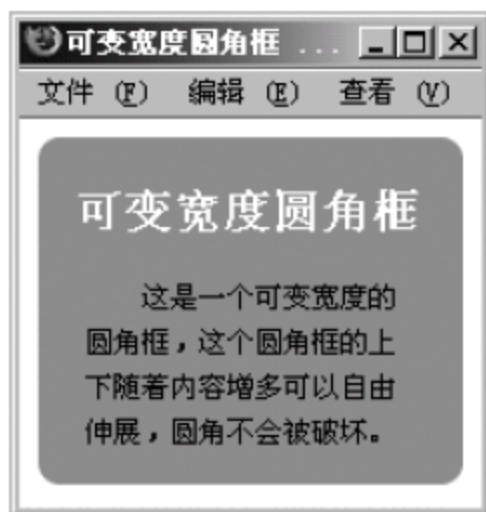 可变宽度圆角框 ...
文件 (F) 编辑 (E) 查看 (V)
可变宽度圆角框
这是一个可变宽度的
圆角框，这个圆角框的上
下随着内容增多可以自由
伸展，圆角不会被破坏。